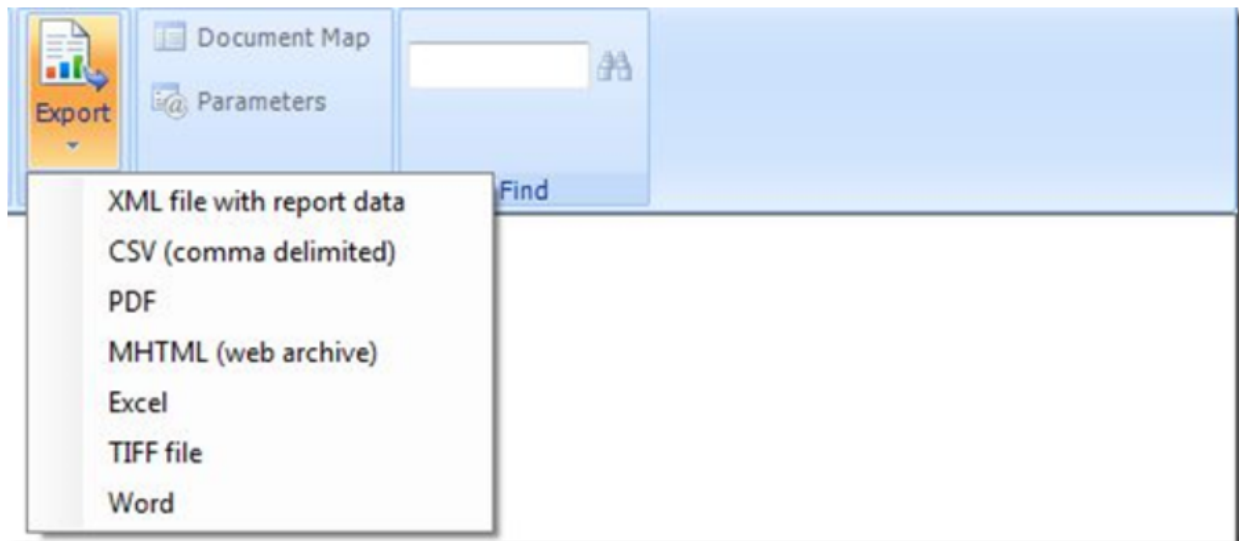 Document Map
Parameters
Export
Find
XML file with report data
CSV (comma delimited)
PDF
MHTML (web archive)
Excel
TIFF file
Word